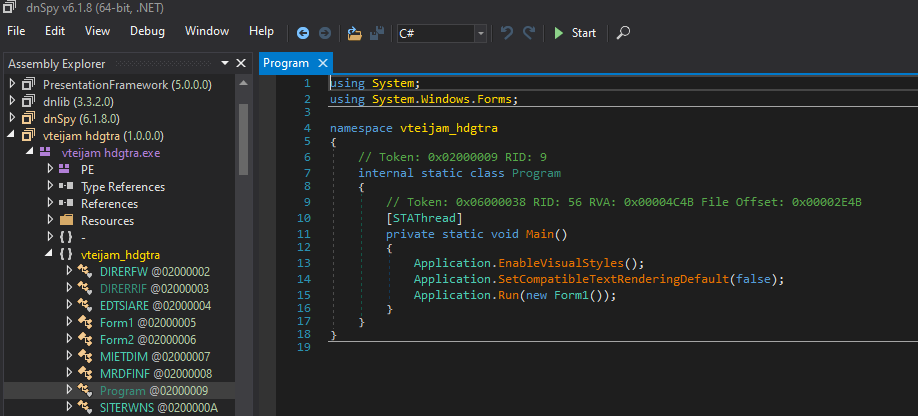 dnSpy v6.1.8 (64-bit, .NET)
File View Debug Window Help C# Start
Assembly Explorer
PresentationFramework (5.0.0.0)
dnlib (3.3.2.0)
dnSpy (6.1.8.0)
vteijam hdgtra (1.0.0.0)
vteijam hdgtra.exe
PE
Type References
References
Resources
{ } -
{ } vteijam_hdgtra
DIRERFW @02000002
DIRERRIF @02000003
EDTSIARE @02000004
Form1 @02000005
Form2 @02000006
MIETDIM @02000007
MRDFINF @02000008
Program @02000009
SITERWNS @0200000A
Program
1 using System;
2 using System.Windows.Forms;
3
4 namespace vteijam_hdgtra
5 {
6 // Token: 0x02000009 RID: 9
7 internal static class Program
8 {
9 // Token: 0x06000038 RID: 56 RVA: 0x00004C4B File Offset: 0x00002E4B
10 [STAThread]
11 private static void Main()
12 {
13 Application.EnableVisualStyles();
14 Application.SetCompatibleTextRenderingDefault(false);
15 Application.Run(new Form1());
16 }
17 }
18 }
19